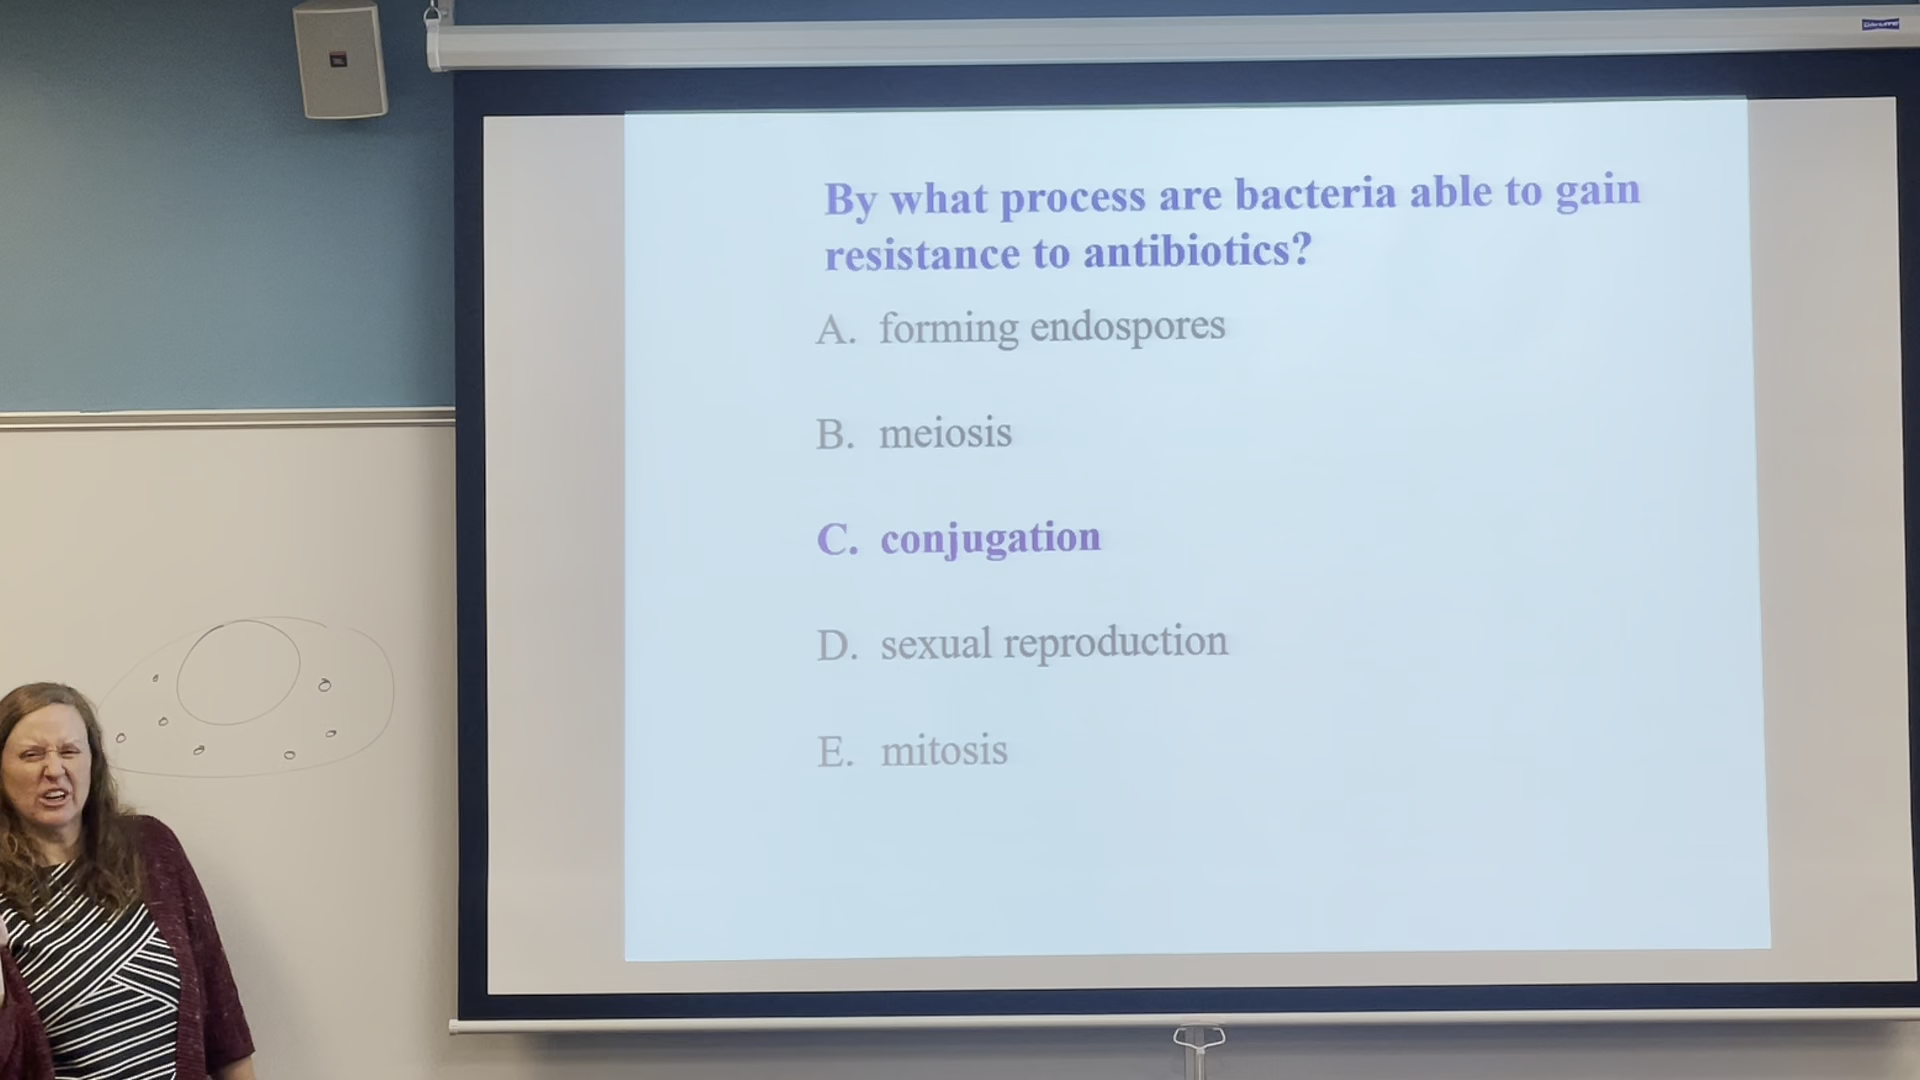 By what process are bacteria able to gain
resistance to antibiotics?
A. forming endospores
B. meiosis
C. conjugation
D. sexual reproduction
E. mitosis